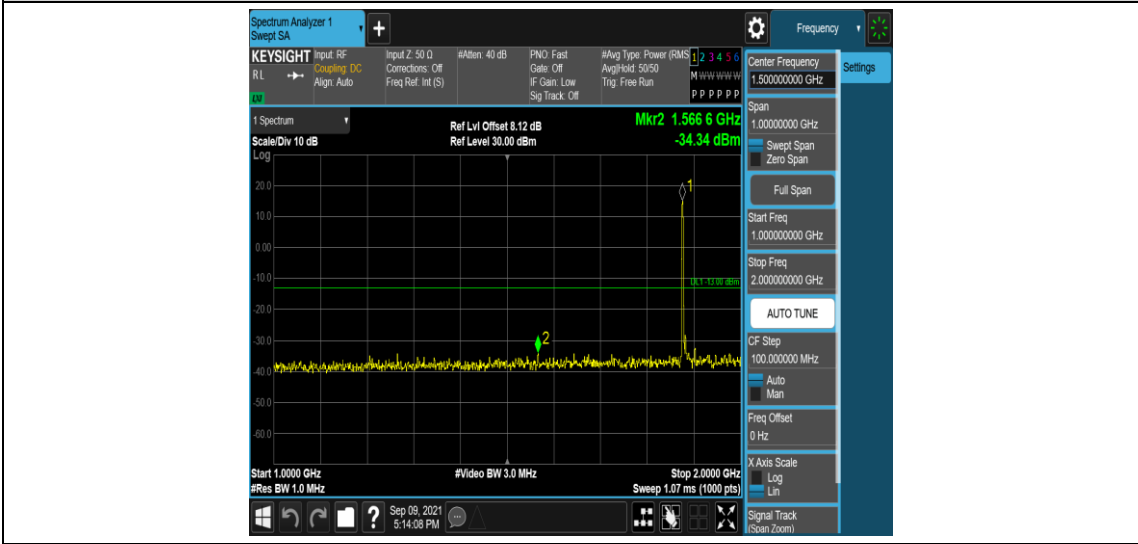 Spectrum Analyzer 1
Swept SA
+
Frequency
KEYSIGHT
RL
LXI
Input: RF
Coupling: DC
Align: Auto
Input Z: 50 Ω
Corrections: Off
Freq Ref: Int (S)
#Atten: 40 dB
PNO: Fast
Gate: Off
IF Gain: Low
Sig Track: Off
#Avg Type: Power (RMS
Avg|Hold: 50/50
Trig: Free Run
1 2 3 4 5 6
M W W W W W
P P P P P P
1 Spectrum
Scale/Div 10 dB
Log
Ref Lvl Offset 8.12 dB
Ref Level 30.00 dBm
Mkr2 1.566 6 GHz
-34.34 dBm
20.0
10.0
0.00
-10.0
-20.0
-30.0
-40.0
-50.0
-60.0
1
DL1 -13.00 dBm
2
Start 1.0000 GHz
#Res BW 1.0 MHz
#Video BW 3.0 MHz
Stop 2.0000 GHz
Sweep 1.07 ms (1000 pts)
?
Sep 09, 2021
5:14:08 PM
Center Frequency
1.500000000 GHz
Settings
Span
1.00000000 GHz
Swept Span
Zero Span
Full Span
Start Freq
1.000000000 GHz
Stop Freq
2.000000000 GHz
AUTO TUNE
CF Step
100.000000 MHz
Auto
Man
Freq Offset
0 Hz
X Axis Scale
Log
Lin
Signal Track
(Span Zoom)